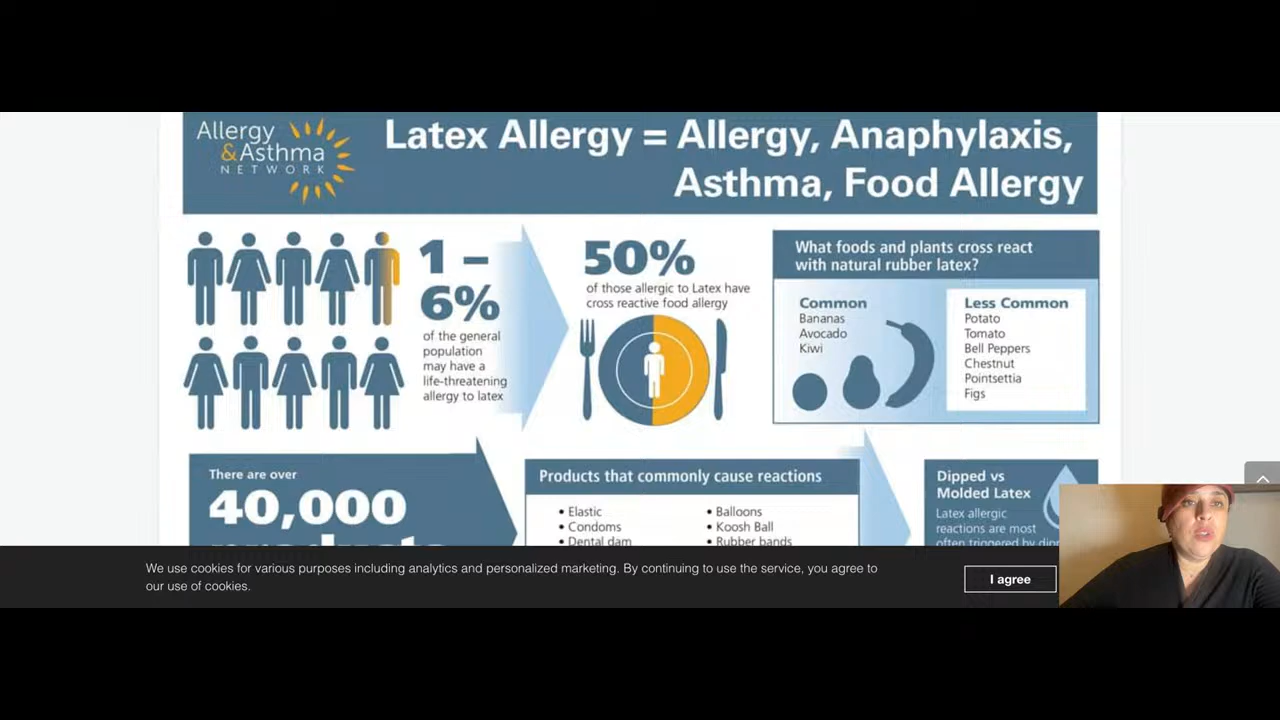 Allergy
&Asthma
NETWORK
Latex Allergy = Allergy, Anaphylaxis,
Asthma, Food Allergy
1 –
6%
of the general
population
may have a
life-threatening
allergy to latex
50%
of those allergic to Latex have
cross reactive food allergy
What foods and plants cross react
with natural rubber latex?
Common
Bananas
Avocado
Kiwi
Less Common
Potato
Tomato
Bell Peppers
Chestnut
Pointsettia
Figs
There are over
40,000
products
Products that commonly cause reactions
• Elastic
• Condoms
• Dental dam
• Balloons
• Koosh Ball
• Rubber bands
Dipped vs
Molded Latex
Latex allergic
reactions are most
often triggered by
We use cookies for various purposes including analytics and personalized marketing. By continuing to use the service, you agree to
our use of cookies.
I agree